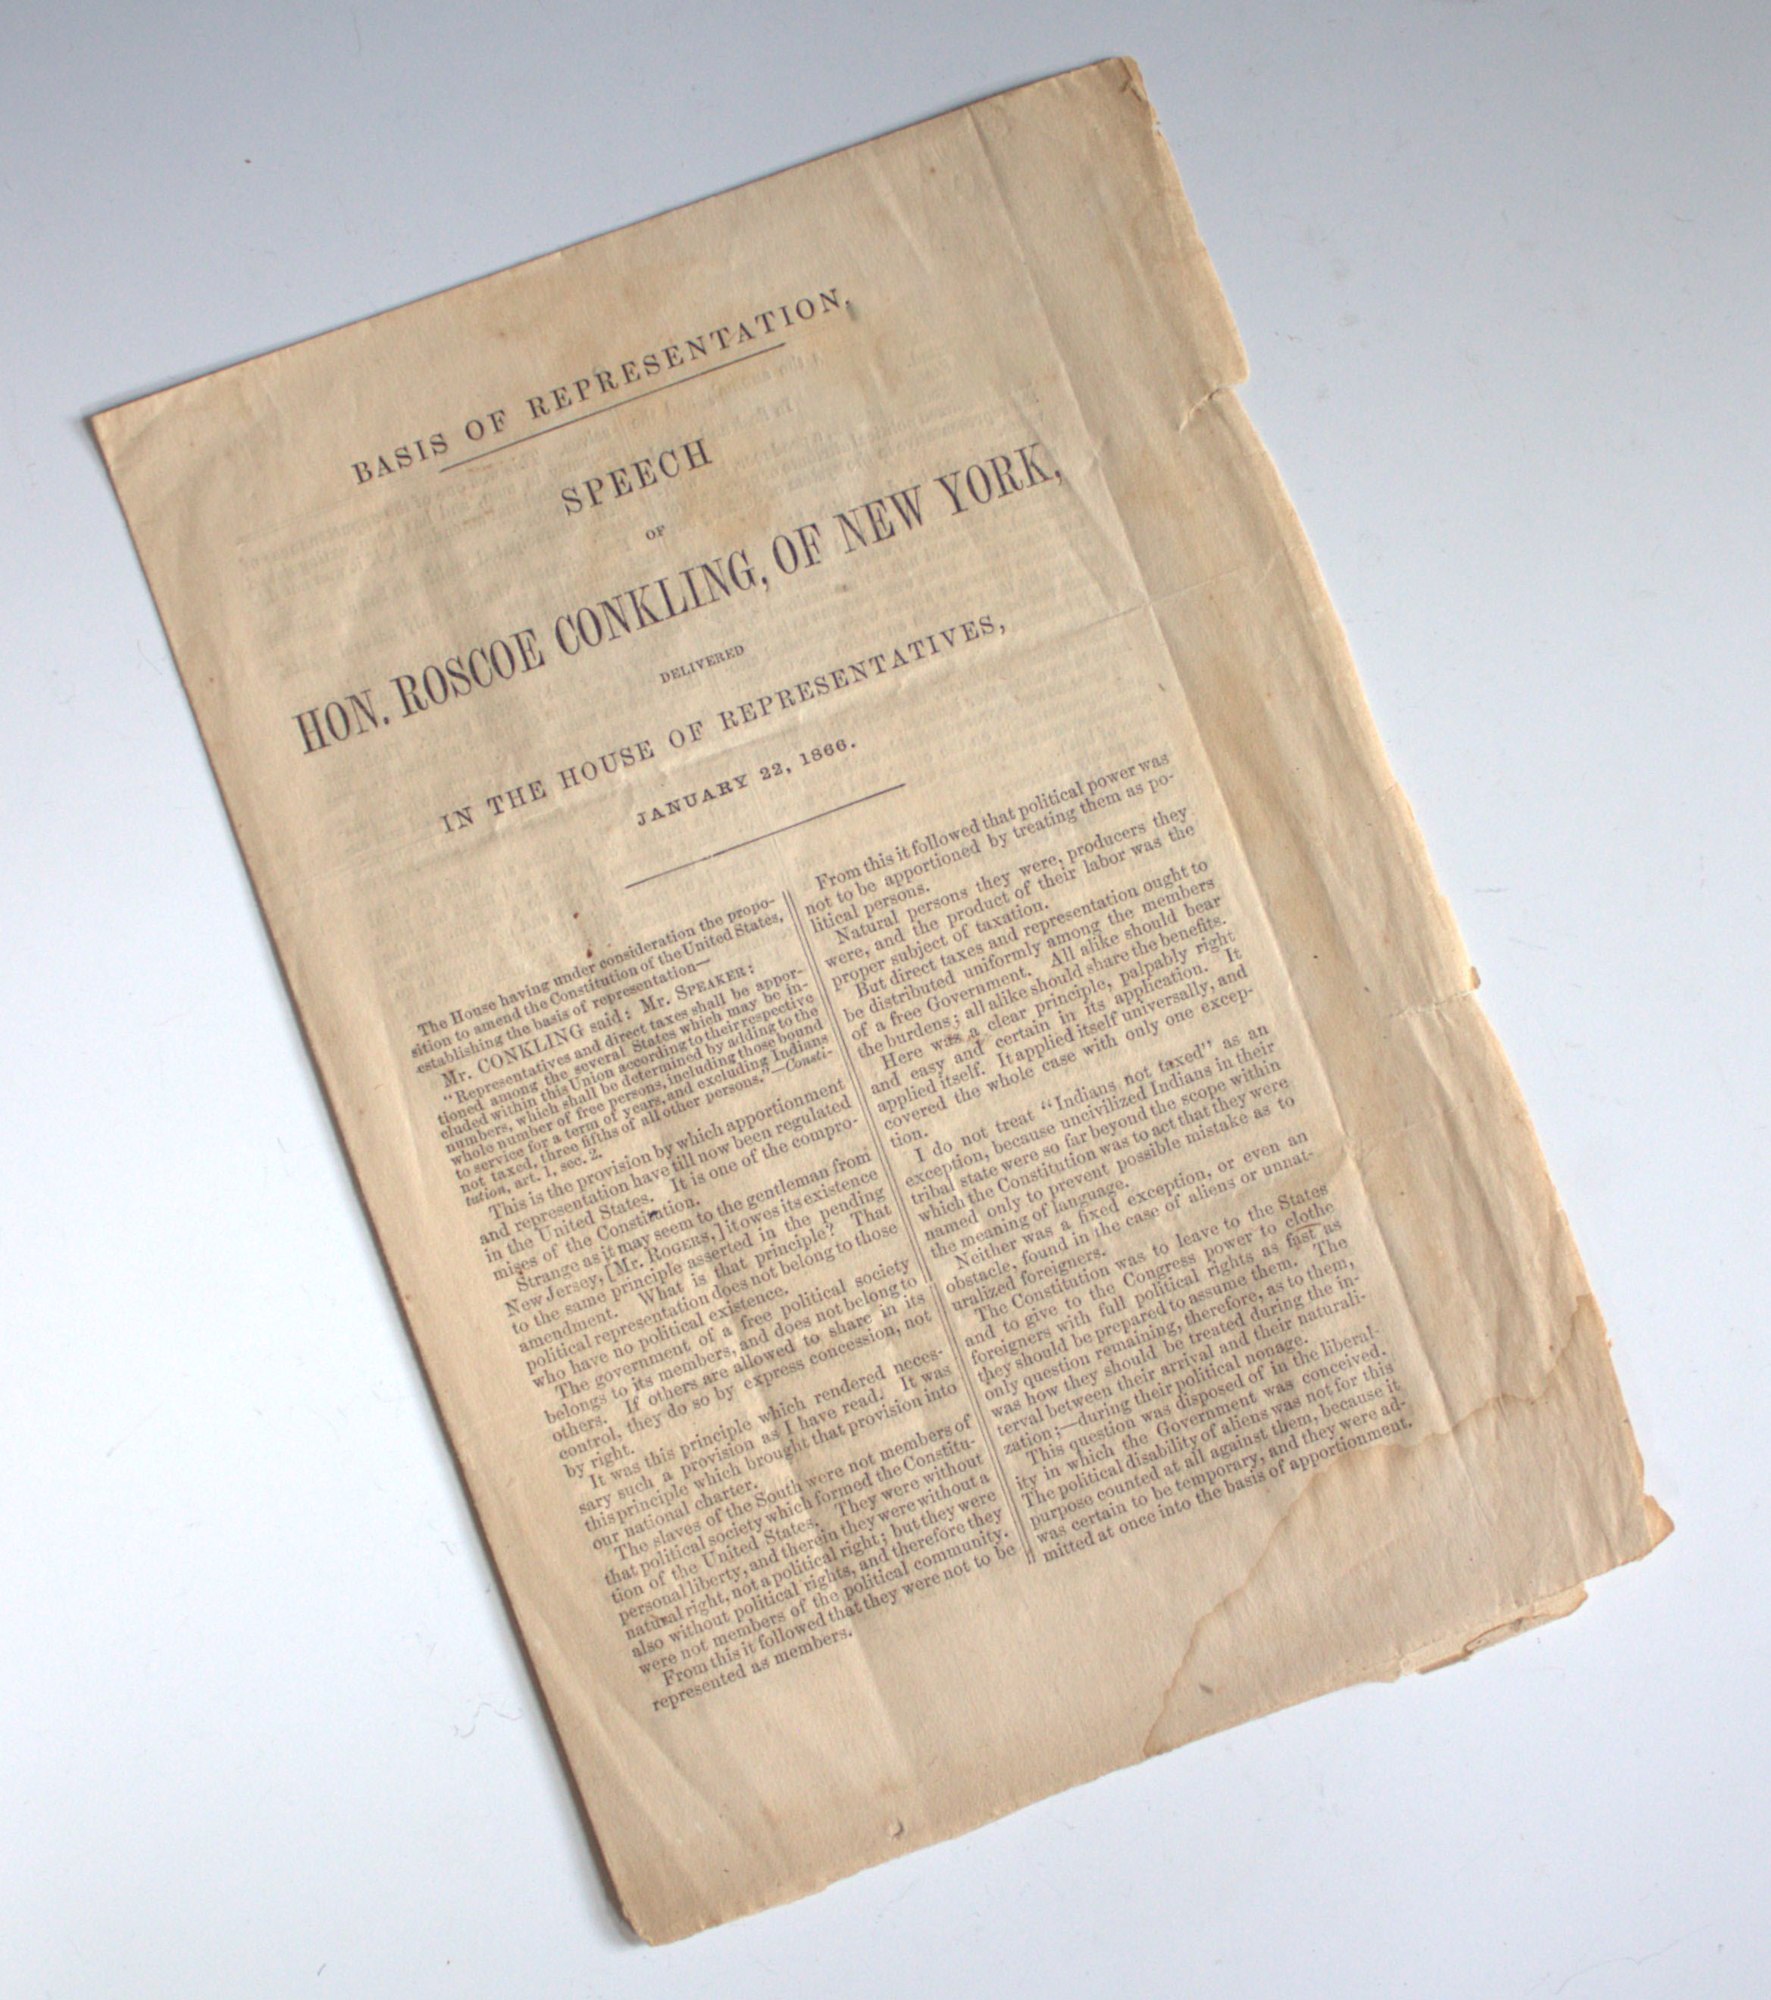 BASIS OF REPRESENTATION,
SPEECH
OF
HON. ROSCOE CONKLING, OF NEW YORK,
DELIVERED
IN THE HOUSE OF REPRESENTATIVES,
JANUARY 22, 1866.
The House having under consideration the propo-
sition to amend the Constitution of the United States,
establishing the basis of representation—
Mr. CONKLING said: Mr. SPEAKER:
"Representatives and direct taxes shall be appor-
tioned among the several States which may be in-
cluded within this Union according to their respective
numbers, which shall be determined by adding to the
whole number of free persons, including those bound
to service for a term of years, and excluding Indians
not taxed, three fifths of all other persons."—Consti-
tution, art. 1, sec. 2.
This is the provision by which apportionment
and representation have till now been regulated
in the United States. It is one of the compro-
mises of the Constitution.
Strange as it may seem to the gentleman from
New Jersey, [Mr. ROGERS,] it owes its existence
to the same principle asserted in the pending
amendment. What is that principle? That
political representation does not belong to those
who have no political existence.
The government of a free political society
belongs to its members, and does not belong to
others. If others are allowed to share in its
control, they do so by express concession, not
by right.
It was this principle which rendered neces-
sary such a provision as I have read. It was
this principle which brought that provision into
our national charter.
The slaves of the South were not members of
that political society which formed the Constitu-
tion of the United States. They were without
personal liberty, and therein they were without a
natural right, not a political right; but they were
also without political rights, and therefore they
were not members of the political community.
From this it followed that they were not to be
represented as members.
From this it followed that political power was
not to be apportioned by treating them as po-
litical persons.
Natural persons they were, producers they
were, and the product of their labor was the
proper subject of taxation.
But direct taxes and representation ought to
be distributed uniformly among the members
of a free Government. All alike should bear
the burdens; all alike should share the benefits.
Here was a clear principle, palpably right
and easy and certain in its application. It
applied itself. It applied itself universally, and
covered the whole case with only one excep-
tion.
I do not treat "Indians not taxed" as an
exception, because uncivilized Indians in their
tribal state were so far beyond the scope within
which the Constitution was to act that they were
named only to prevent possible mistake as to
the meaning of language.
Neither was a fixed exception, or even an
obstacle, found in the case of aliens or unnat-
uralized foreigners.
The Constitution was to leave to the States
and to give to the Congress power to clothe
foreigners with full political rights as fast as
they should be prepared to assume them. The
only question remaining, therefore, as to them,
was how they should be treated during the in-
terval between their arrival and their naturali-
zation;—during their political nonage.
This question was disposed of in the liberal-
ity in which the Government was conceived.
The political disability of aliens was not for this
purpose counted at all against them, because it
was certain to be temporary, and they were ad-
mitted at once into the basis of apportionment.